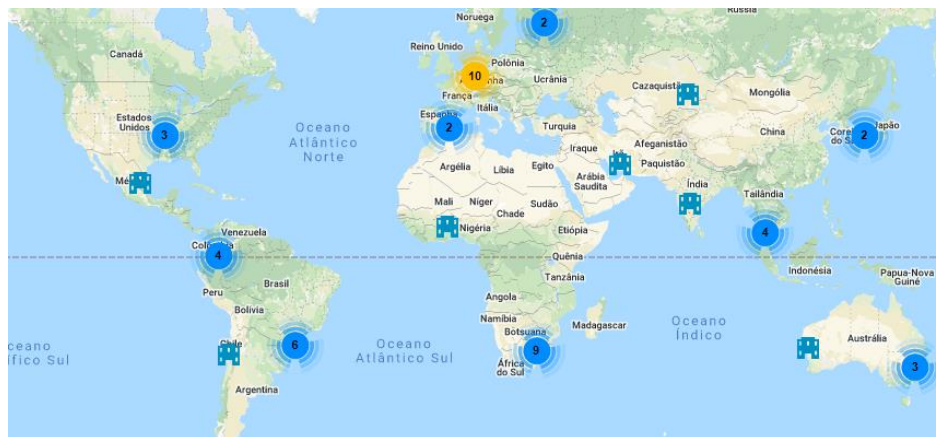 Noruega
Rússia
2
Canadá
Reino Unido
Polônia
10
Ucrânia
Cazaquistão
Mongólia
França
Estados
Unidos
3
Oceano
Atlântico
Norte
Espanha
Itália
2
Turquia
China
2
Japão
Iraque
Afeganistão
Argélia
Líbia
Egito
Paquistão
Arábia
Saudita
Índia
Tailândia
Mali
Níger
Chade
Sudão
Venezuela
Nigéria
Etiópia
4
4
Quênia
Indonésia
Papua-Nova
Guiné
Brasil
Tanzânia
Peru
Angola
Bolívia
Namíbia
Botsuana
Madagascar
Oceano
Índico
Oceano
Atlântico Sul
ífico Sul
Chile
6
9
África
do Sul
Austrália
3
Argentina